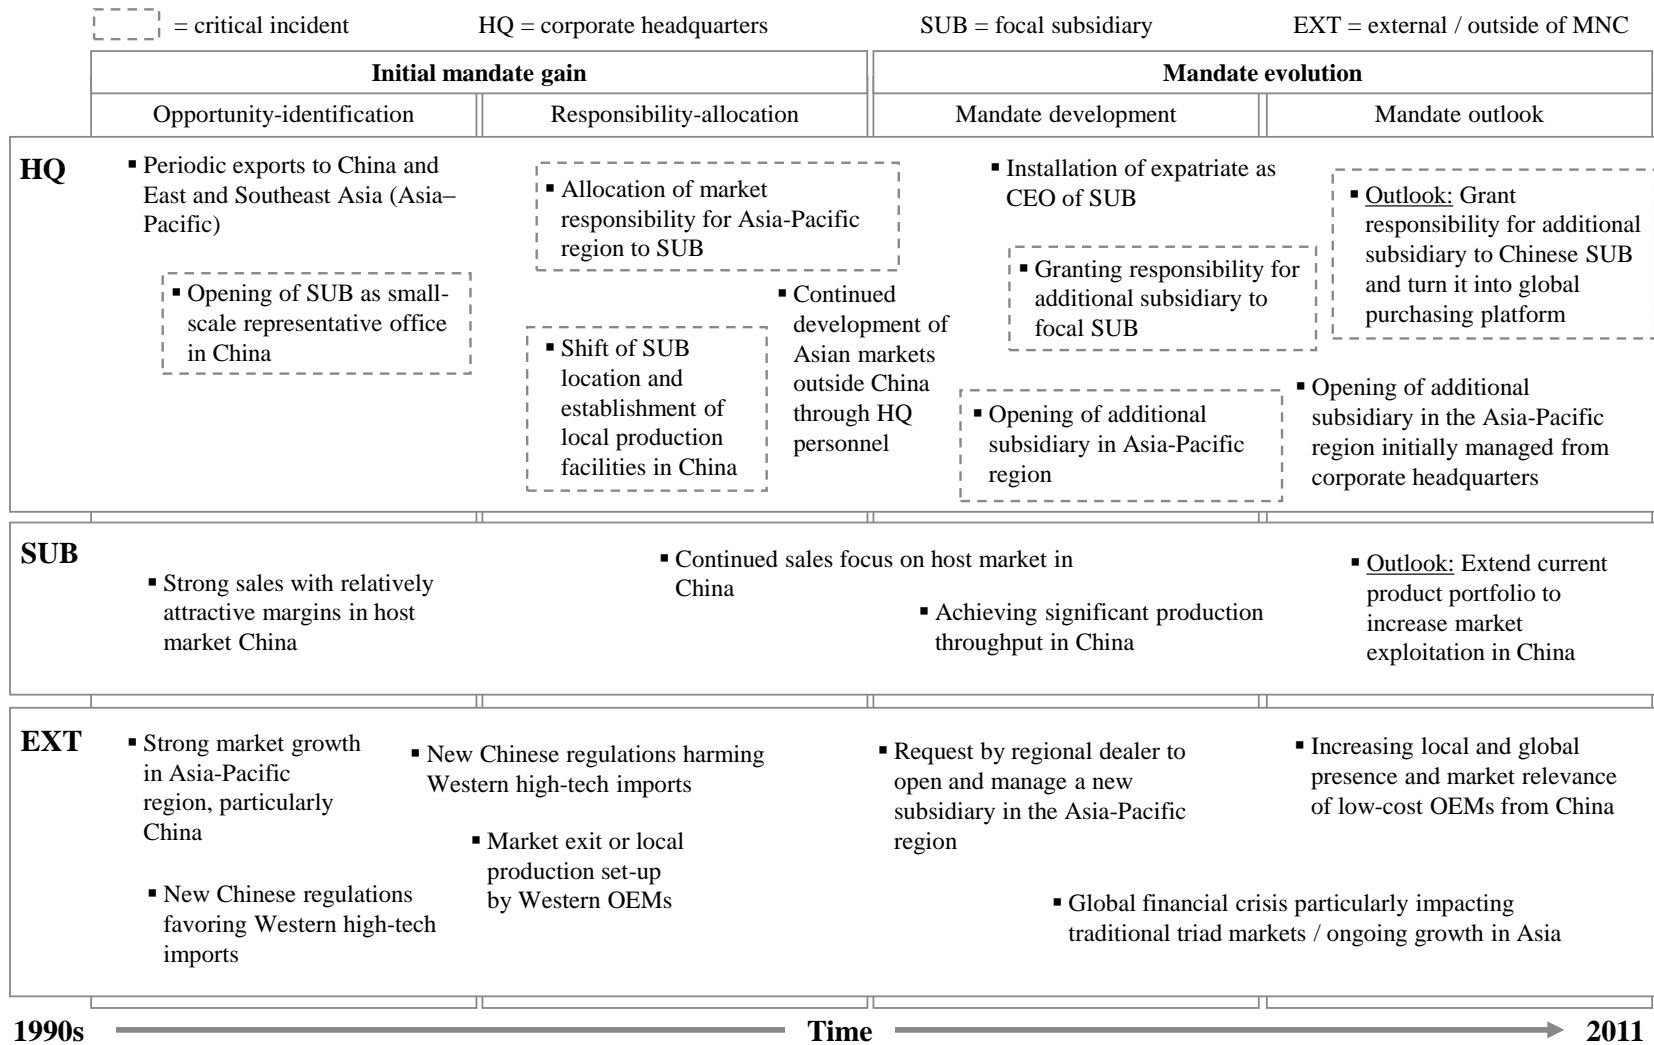 = critical incident
HQ = corporate headquarters
SUB = focal subsidiary
EXT = external / outside of MNC
Initial mandate gain
Mandate evolution
Opportunity-identification
Responsibility-allocation
Mandate development
Mandate outlook
HQ
▪ Periodic exports to China and
East and Southeast Asia (Asia–
Pacific)
▪ Opening of SUB as small-
scale representative office
in China
▪ Allocation of market
responsibility for Asia-Pacific
region to SUB
▪ Shift of SUB
location and
establishment of
local production
facilities in China
▪ Continued
development of
Asian markets
outside China
through HQ
personnel
▪ Installation of expatriate as
CEO of SUB
▪ Granting responsibility for
additional subsidiary to
focal SUB
▪ Opening of additional
subsidiary in Asia-Pacific
region
▪ Outlook: Grant
responsibility for additional
subsidiary to Chinese SUB
and turn it into global
purchasing platform
▪ Opening of additional
subsidiary in the Asia-Pacific
region initially managed from
corporate headquarters
SUB
▪ Strong sales with relatively
attractive margins in host
market China
▪ Continued sales focus on host market in
China
▪ Achieving significant production
throughput in China
▪ Outlook: Extend current
product portfolio to
increase market
exploitation in China
EXT
▪ Strong market growth
in Asia-Pacific
region, particularly
China
▪ New Chinese regulations
favoring Western high-tech
imports
▪ New Chinese regulations harming
Western high-tech imports
▪ Market exit or local
production set-up
by Western OEMs
▪ Request by regional dealer to
open and manage a new
subsidiary in the Asia-Pacific
region
▪ Global financial crisis particularly impacting
traditional triad markets / ongoing growth in Asia
▪ Increasing local and global
presence and market relevance
of low-cost OEMs from China
1990s
Time
2011